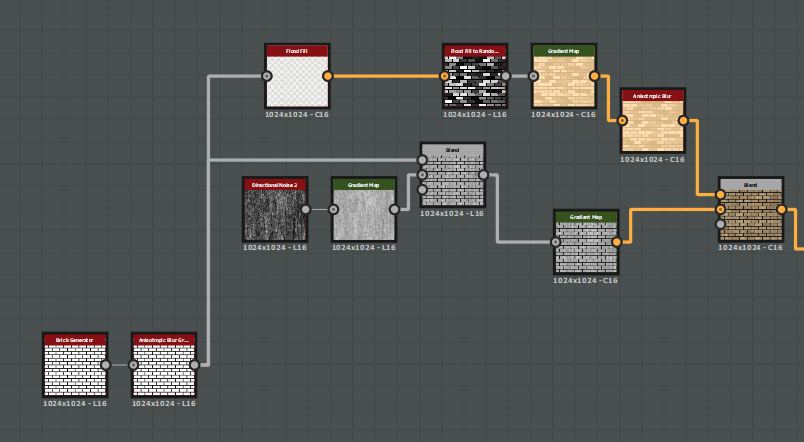 Flood Fill
1024x1024 - C16
Flood Fill to Rando...
1024x1024 - L16
Gradient Map
1024x1024 - C16
Anisotropic Blur
1024x1024 - C16
Blend
1024x1024 - L16
Directional Noise 2
1024x1024 - L16
Gradient Map
1024x1024 - L16
Blend
1024x1024 - C16
Gradient Map
1024x1024 - C16
Brick Generator
1024x1024 - L16
Anisotropic Blur Gr...
1024x1024 - L16